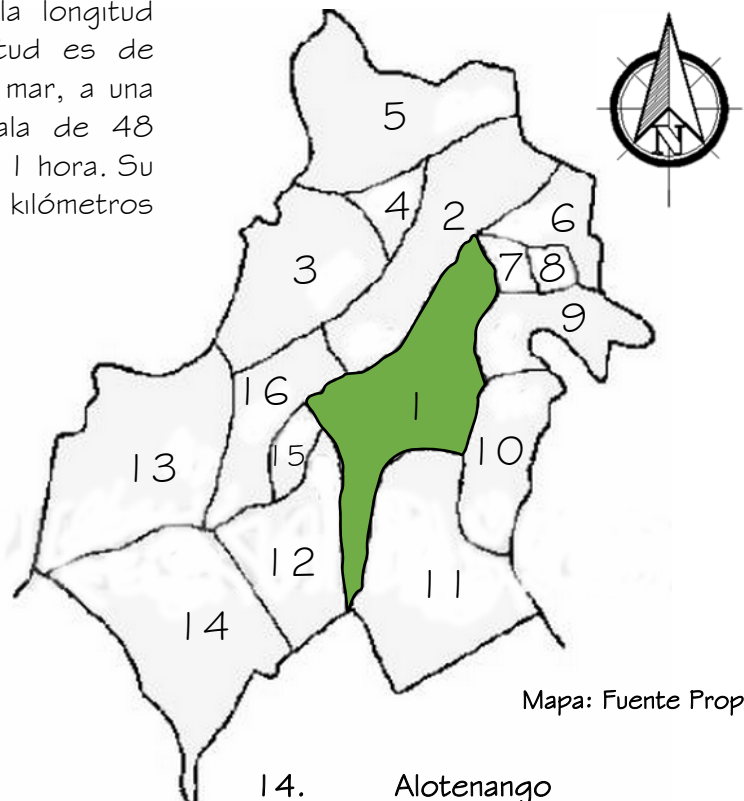 la longitud
tud es de
mar, a una
ala de 48
1 hora. Su
kilómetros
N
5
4
2
6
3
7
8
9
16
1
15
10
13
12
11
14
Mapa: Fuente Prop
14. Alotenango